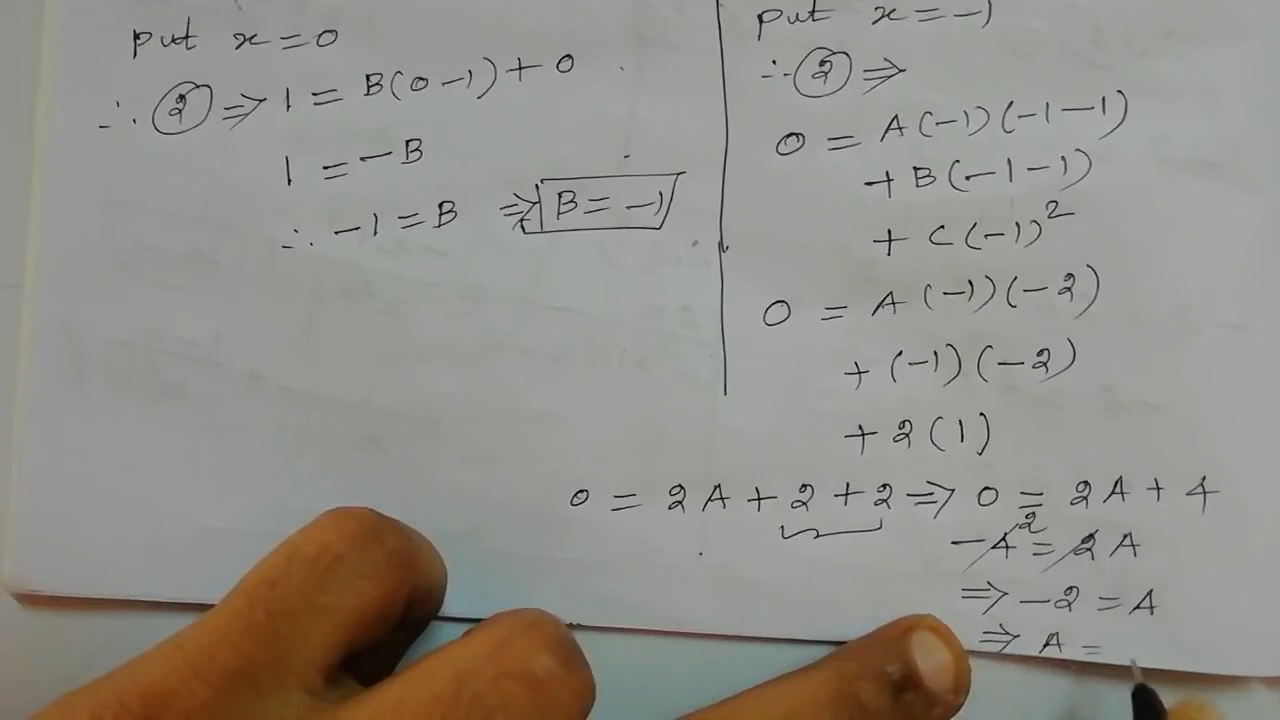 put x = 0
∴ ② ⇒ 1 = B(0-1) + 0
1 = -B
∴ -1 = B ⇒ B = -1
put x = -1
∴ ② ⇒
0 = A(-1)(-1-1)
+ B(-1-1)
+ C(-1)²
0 = A(-1)(-2)
+ (-1)(-2)
+ 2(1)
0 = 2A + 2 + 2 ⇒ 0 = 2A + 4
2
-4 = 2A
⇒ -2 = A
⇒ A =